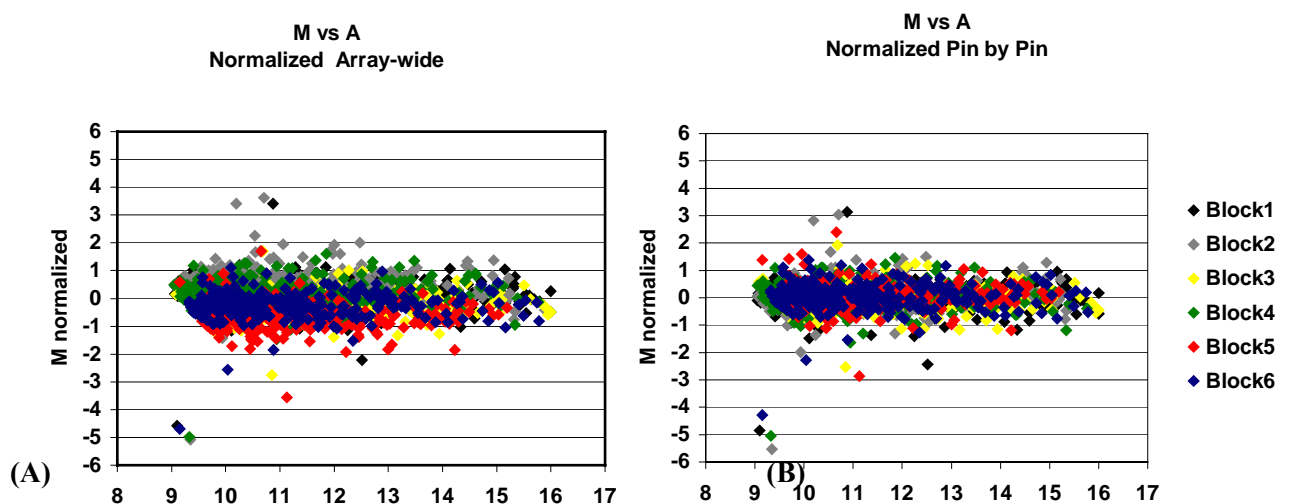 M vs A
Normalized Array-wide
M vs A
Normalized Pin by Pin
M normalized
6
5
4
3
2
1
0
-1
-2
-3
-4
-5
-6
8 9 10 11 12 13 14 15 16 17
(A)
M normalized
6
5
4
3
2
1
0
-1
-2
-3
-4
-5
-6
8 9 10 11 12 13 14 15 16 17
(B)
Block1
Block2
Block3
Block4
Block5
Block6